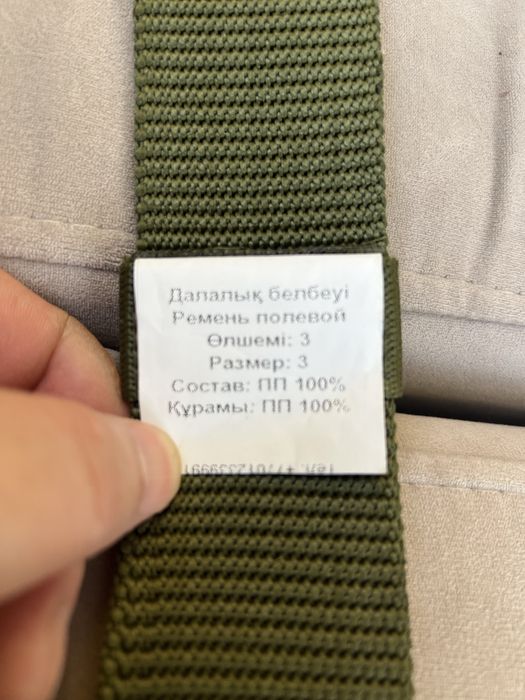 Далалық белбеуі
Ремень полевой
Өлшемі: 3
Размер: 3
Состав: ПП 100%
Құрамы: ПП 100%